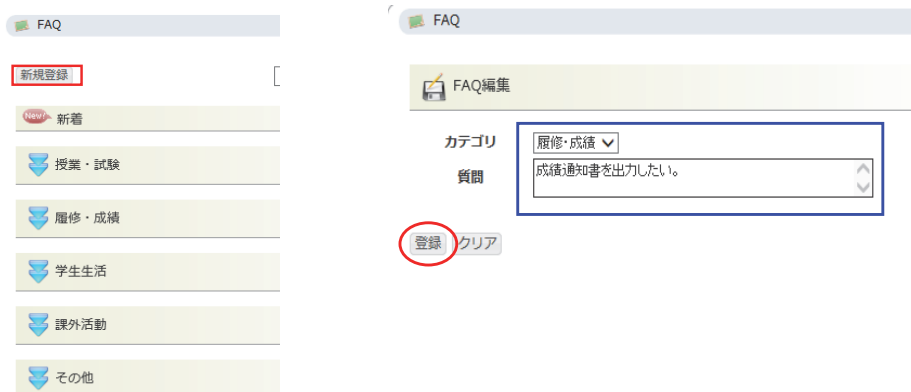 FAQ
新規登録
New! 新着
授業・試験
履修・成績
学生生活
課外活動
その他
FAQ
FAQ編集
カテゴリ 履修・成績
質問 成績通知書を出力したい。
登録 クリア